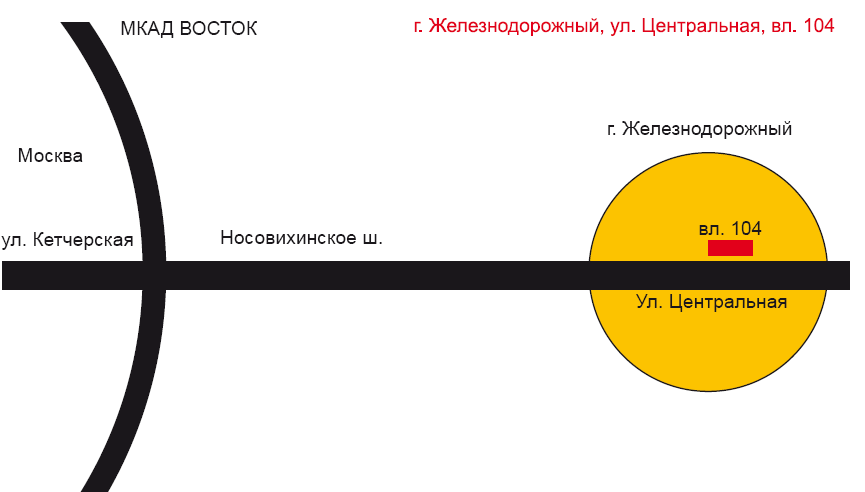 МКАД ВОСТОК
г. Железнодорожный, ул. Центральная, вл. 104
г. Железнодорожный
Москва
вл. 104
ул. Кетчерская
Носовихинское ш.
Ул. Центральная